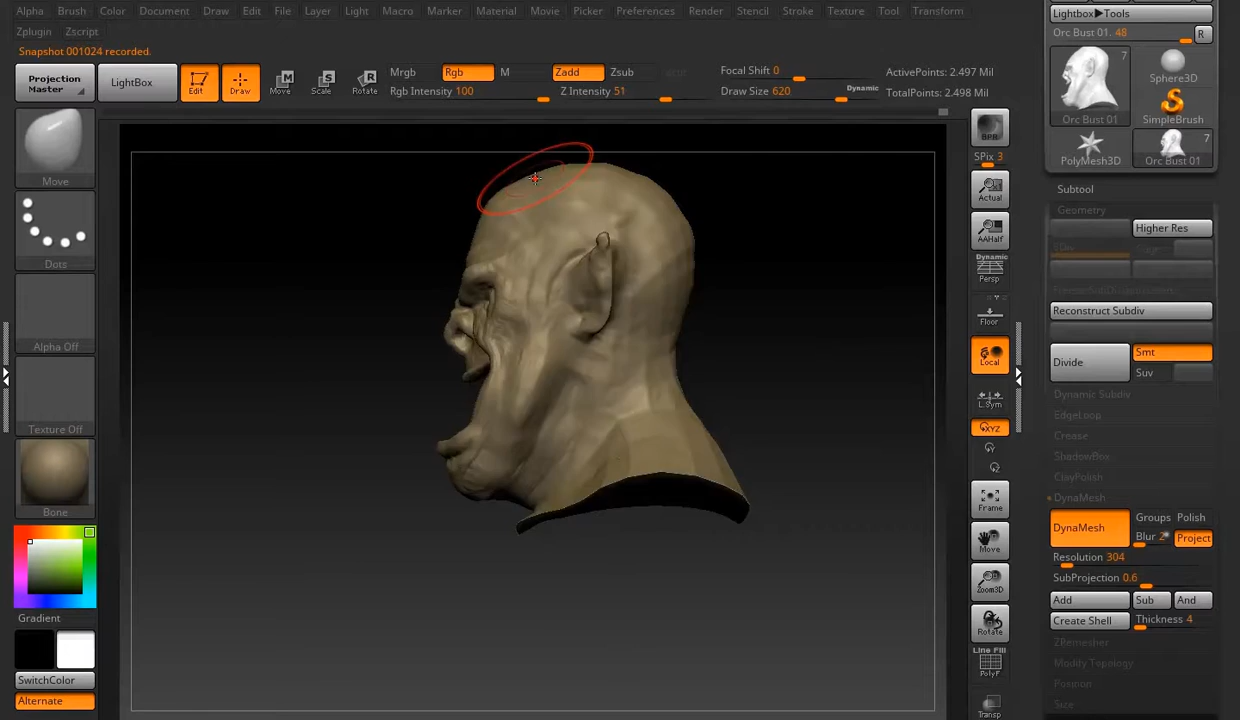 Alpha Brush Color Document Draw Edit File Layer Light Macro Marker Material Movie Picker Preferences Render Stencil Stroke Texture Tool Transform
Zplugin Zscript
Snapshot 001024 recorded.
Projection Master
LightBox
Edit
Draw
Move
Scale
Rotate
Mrgb Rgb M
Rgb Intensity 100
Zadd Zsub
Z Intensity 51
Focal Shift 0
Draw Size 620
Dynamic
ActivePoints: 2.497 Mil
TotalPoints: 2.498 Mil
Move
Dots
Alpha Off
Texture Off
Bone
Gradient
SwitchColor
Alternate
BPR
SPix 3
Actual
AAHalf
Dynamic
Persp
Floor
Local
L.Sym
XYZ
Y
Z
Frame
Move
Zoom3D
Rotate
Line Fill
PolyF
Transp
Lightbox▶Tools
Orc Bust 01. 48 R
7
Orc Bust 01
Sphere3D
SimpleBrush
PolyMesh3D
7
Orc Bust 01
Subtool
Geometry
Higher Res
Reconstruct Subdiv
Divide
Smt
Suv
Dynamic Subdiv
EdgeLoop
Crease
ShadowBox
ClayPolish
DynaMesh
DynaMesh
Groups Polish
Blur 2 Project
Resolution 304
SubProjection 0.6
Add Sub And
Create Shell Thickness 4
ZRemesher
Modify Topology
Position
Size